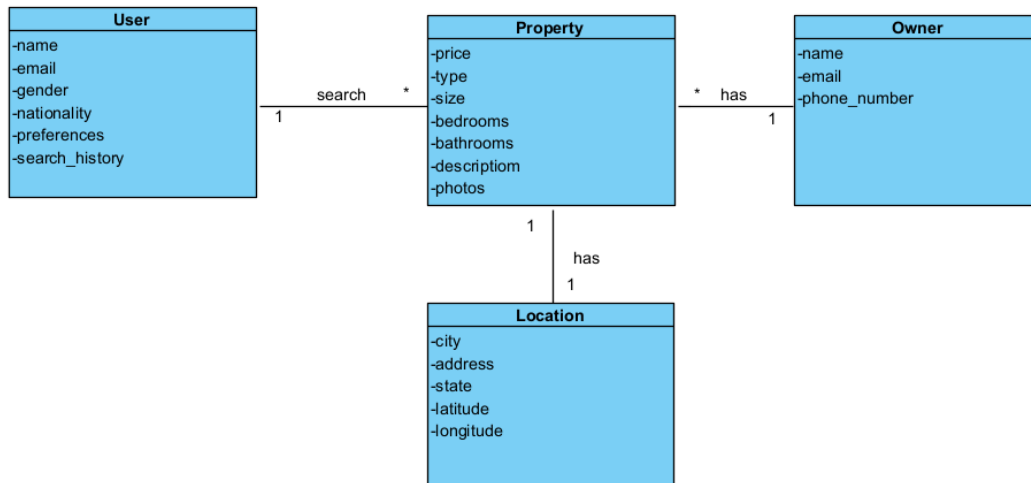 User
-name
-email
-gender
-nationality
-preferences
-search_history
search
*
1
Property
-price
-type
-size
-bedrooms
-bathrooms
-descriptiom
-photos
*
has
1
Owner
-name
-email
-phone_number
1
has
1
Location
-city
-address
-state
-latitude
-longitude